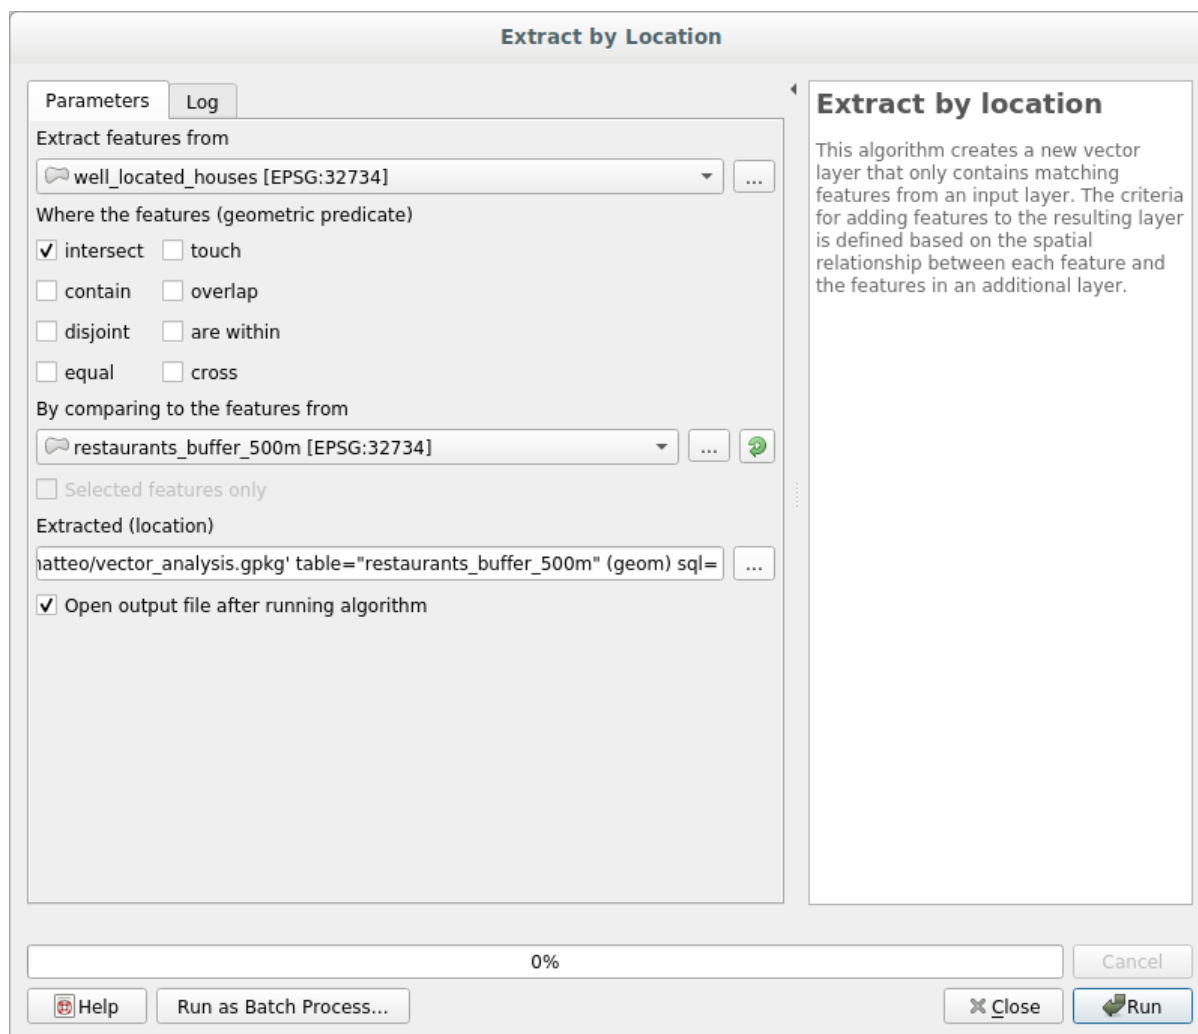 Extract by Location
Parameters
Log
Extract features from
well_located_houses [EPSG:32734]
...
Where the features (geometric predicate)
intersect
touch
contain
overlap
disjoint
are within
equal
cross
By comparing to the features from
restaurants_buffer_500m [EPSG:32734]
...
Selected features only
Extracted (location)
natteo/vector_analysis.gpkg' table="restaurants_buffer_500m" (geom) sql=
...
Open output file after running algorithm
Extract by location
This algorithm creates a new vector
layer that only contains matching
features from an input layer. The criteria
for adding features to the resulting layer
is defined based on the spatial
relationship between each feature and
the features in an additional layer.
0%
Cancel
Help
Run as Batch Process...
Close
Run